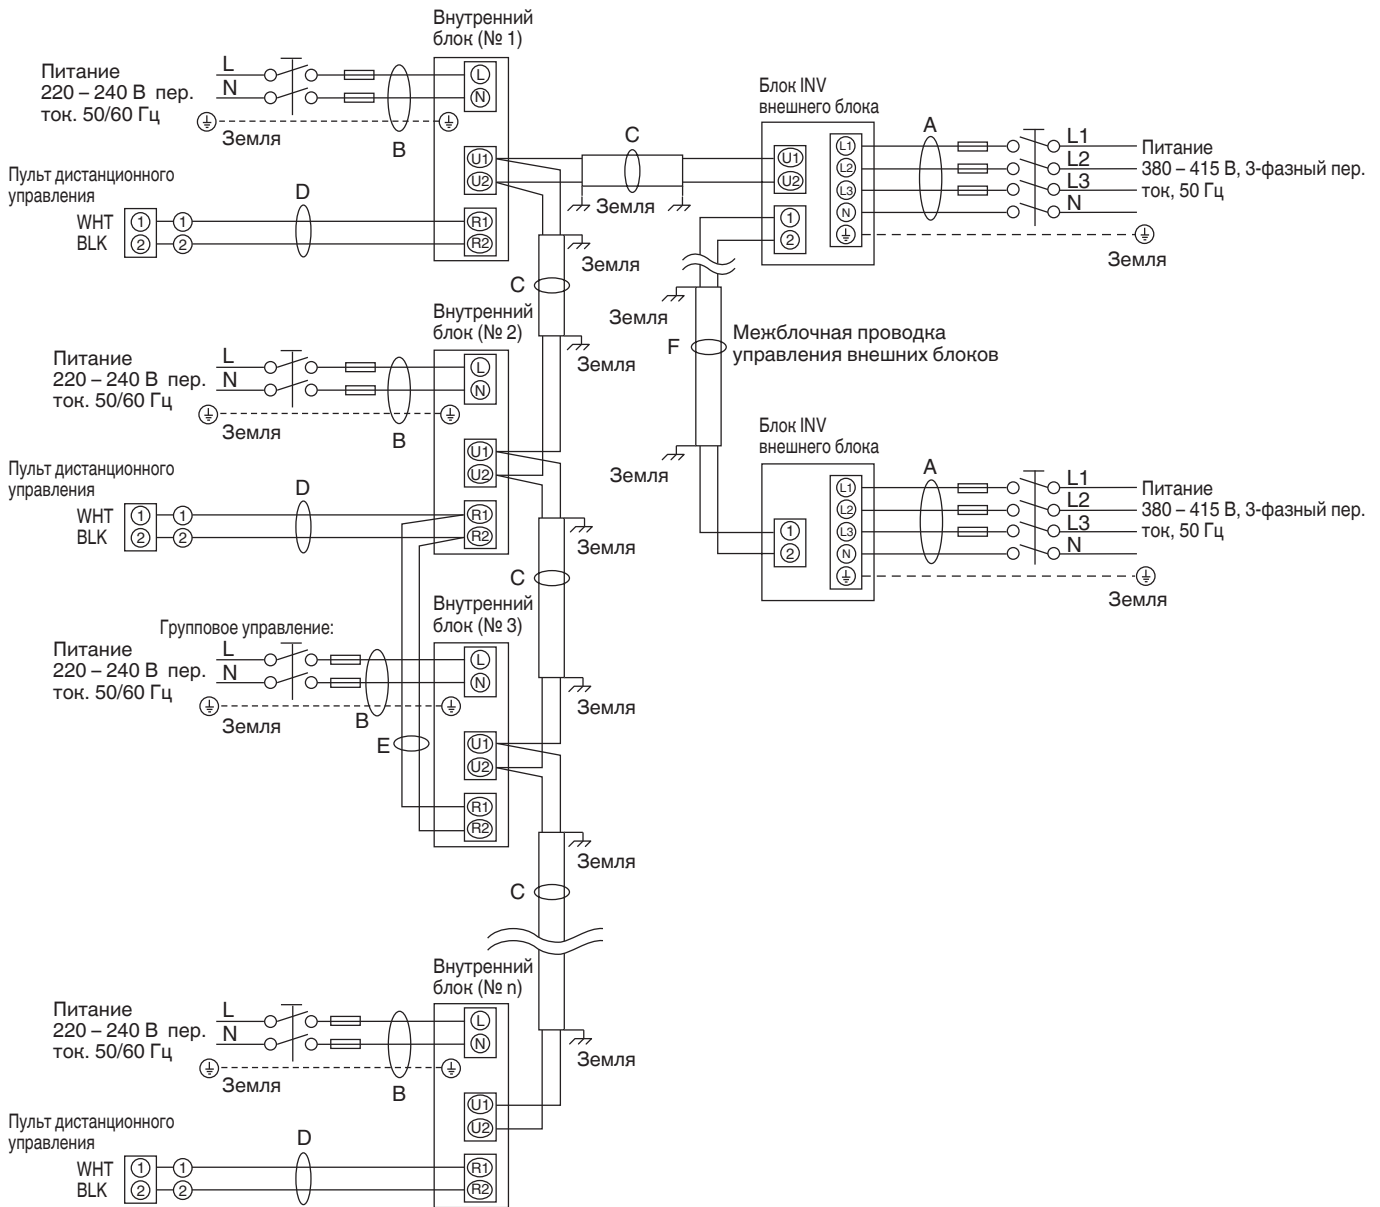 Внутренний
блок (№ 1)
Питание
220 – 240 В пер.
ток. 50/60 Гц
L
N
Земля
B
L
N
U1
U2
R1
R2
Пульт дистанционного
управления
WHT
BLK
1
2
1
2
D
C
Земля
Блок INV
внешнего блока
U1
U2
1
2
L1
L2
L3
N
A
L1
L2
L3
N
Питание
380 – 415 В, 3-фазный пер.
ток, 50 Гц
Земля
Земля
C
Земля
Земля
F
Межблочная проводка
управления внешних блоков
Земля
Внутренний
блок (№ 2)
Питание
220 – 240 В пер.
ток. 50/60 Гц
L
N
Земля
B
L
N
U1
U2
R1
R2
Пульт дистанционного
управления
WHT
BLK
1
2
1
2
D
Земля
C
Земля
Блок INV
внешнего блока
1
2
L1
L2
L3
N
A
L1
L2
L3
N
Питание
380 – 415 В, 3-фазный пер.
ток, 50 Гц
Земля
Внутренний
блок (№ 3)
Групповое управление:
Питание
220 – 240 В пер.
ток. 50/60 Гц
L
N
Земля
B
E
L
N
U1
U2
R1
R2
Земля
C
Внутренний
блок (№ n)
Питание
220 – 240 В пер.
ток. 50/60 Гц
L
N
Земля
B
L
N
U1
U2
R1
R2
Земля
Пульт дистанционного
управления
WHT
BLK
1
2
1
2
D